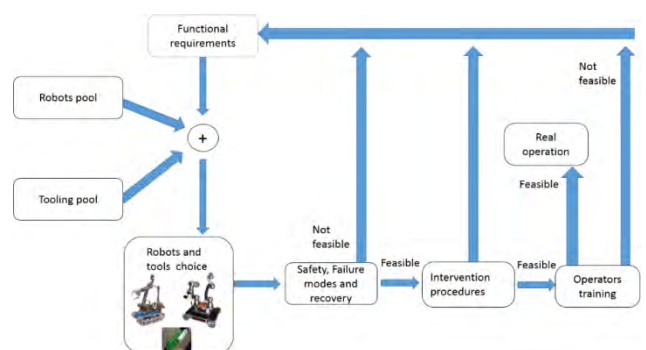 Functional
requirements
Not
feasible
Robots pool
+
Real
operation
Tooling pool
Feasible
Not
feasible
Robots and
tools choice
Safety, Failure
modes and
recovery
Feasible
Intervention
procedures
Feasible
Operators
training